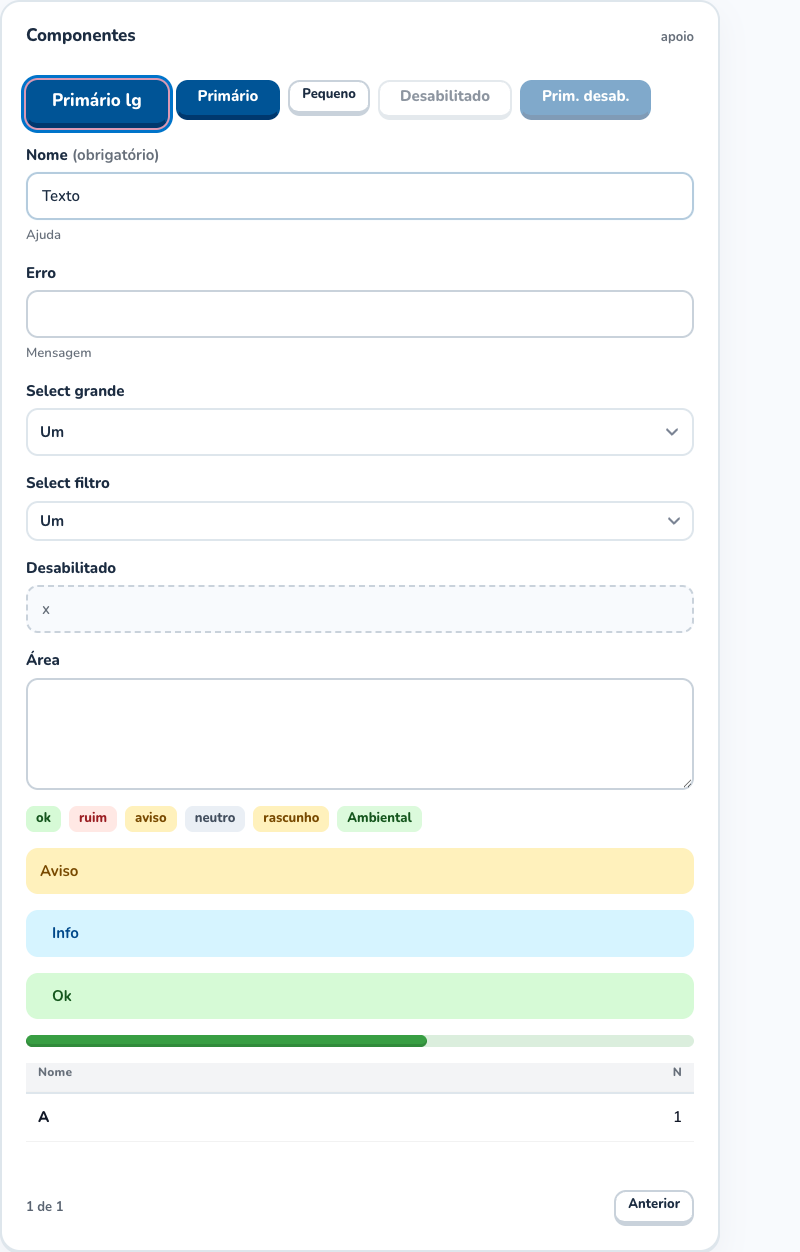 Componentes apoio
Primário lg Primário Pequeno Desabilitado Prim. desab.
Nome (obrigatório)
Texto
Ajuda
Erro
Mensagem
Select grande
Um
Select filtro
Um
Desabilitado
x
Área
ok ruim aviso neutro rascunho Ambiental
Aviso
Info
Ok
Nome N
A 1
1 de 1 Anterior